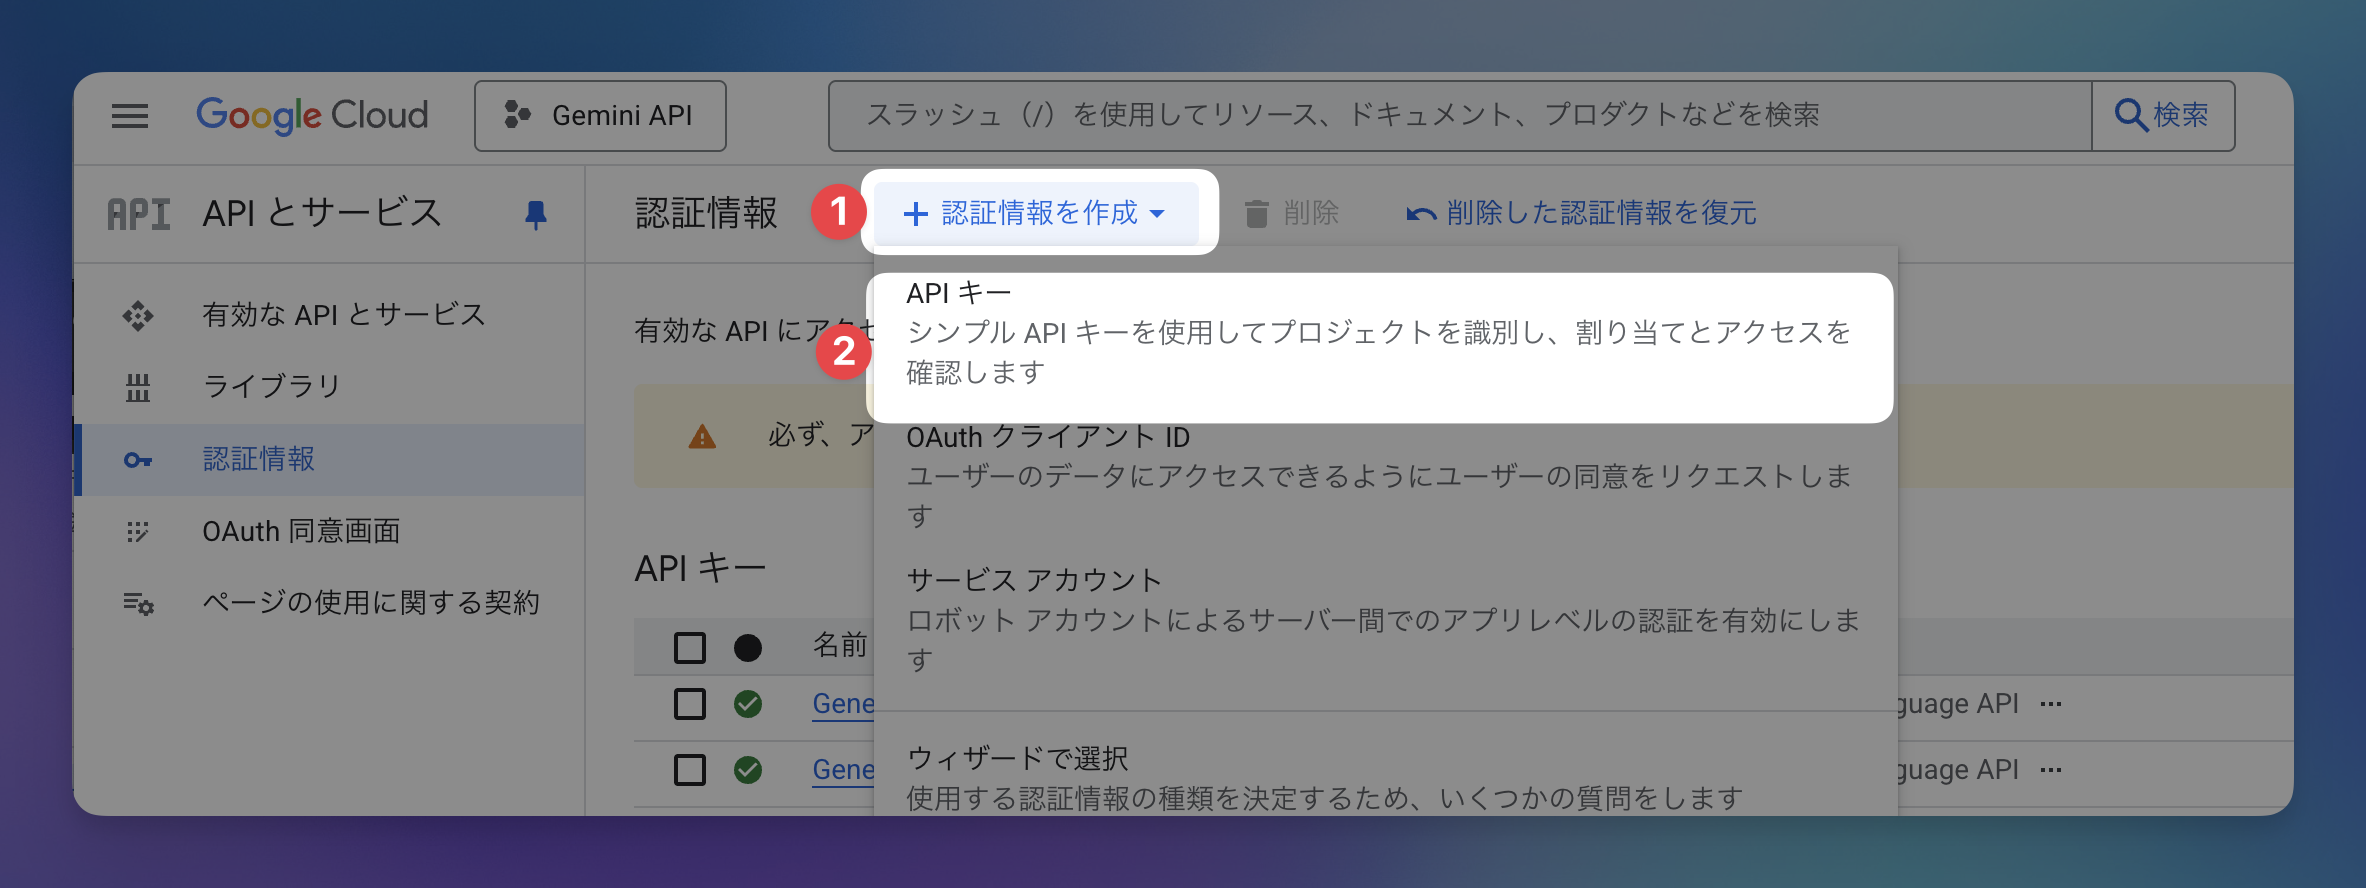 Google Cloud
Gemini API
スラッシュ（/）を使用してリソース、ドキュメント、プロダクトなどを検索
検索
API
API とサービス
認証情報
1
認証情報を作成
削除
削除した認証情報を復元
有効な API とサービス
ライブラリ
認証情報
OAuth 同意画面
ページの使用に関する契約
有効な API にアクセ
必ず、ア
API キー
名前
Gene
guage API
Gene
guage API
2
API キー
シンプル API キーを使用してプロジェクトを識別し、割り当てとアクセスを
確認します
OAuth クライアント ID
ユーザーのデータにアクセスできるようにユーザーの同意をリクエストしま
す
サービス アカウント
ロボット アカウントによるサーバー間でのアプリレベルの認証を有効にしま
す
ウィザードで選択
使用する認証情報の種類を決定するため、いくつかの質問をします